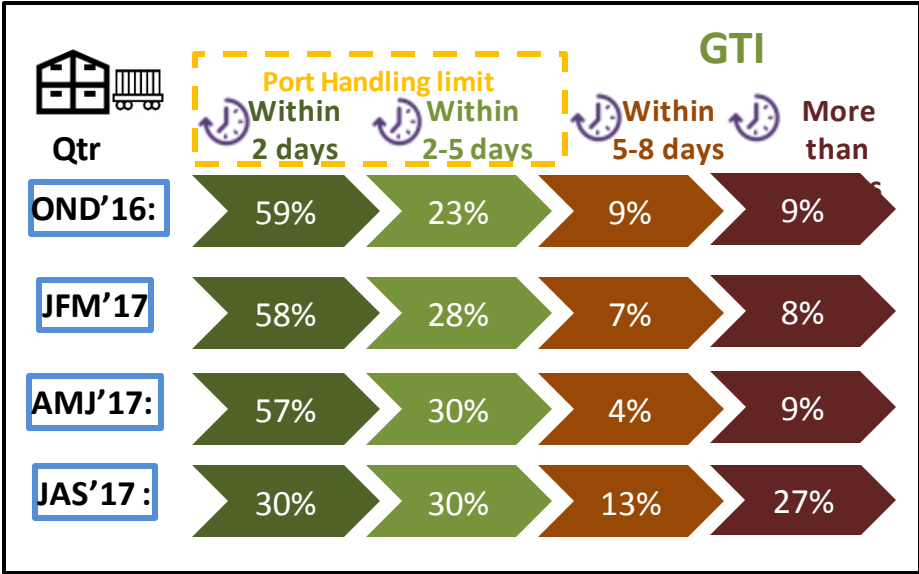 GTI
Port Handling limit
Within Within Within More
2 days 2-5 days 5-8 days than
Qtr
OND’16: 59% 23% 9% 9%
JFM’17 58% 28% 7% 8%
AMJ’17: 57% 30% 4% 9%
JAS’17 : 30% 30% 13% 27%